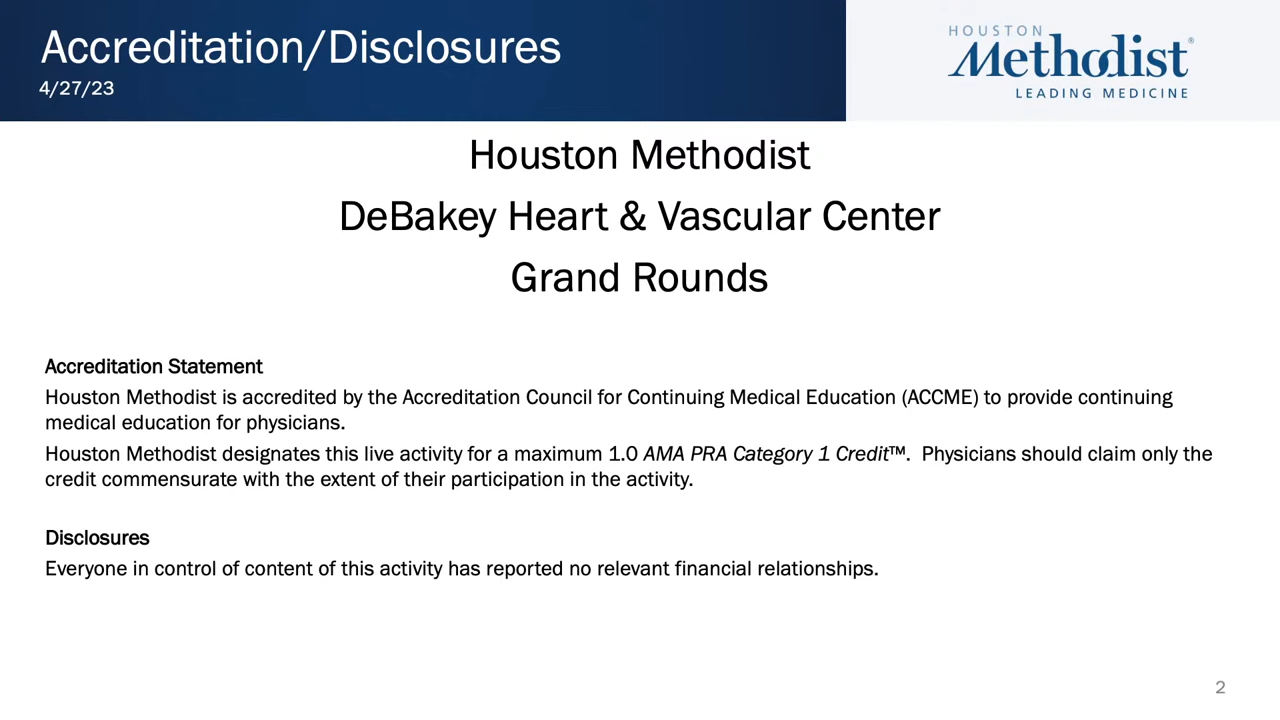 Accreditation/Disclosures
4/27/23
HOUSTON
Methodist®
LEADING MEDICINE
Houston Methodist
DeBakey Heart & Vascular Center
Grand Rounds
Accreditation Statement
Houston Methodist is accredited by the Accreditation Council for Continuing Medical Education (ACCME) to provide continuing
medical education for physicians.
Houston Methodist designates this live activity for a maximum 1.0 AMA PRA Category 1 Credit™.  Physicians should claim only the
credit commensurate with the extent of their participation in the activity.
Disclosures
Everyone in control of content of this activity has reported no relevant financial relationships.
2